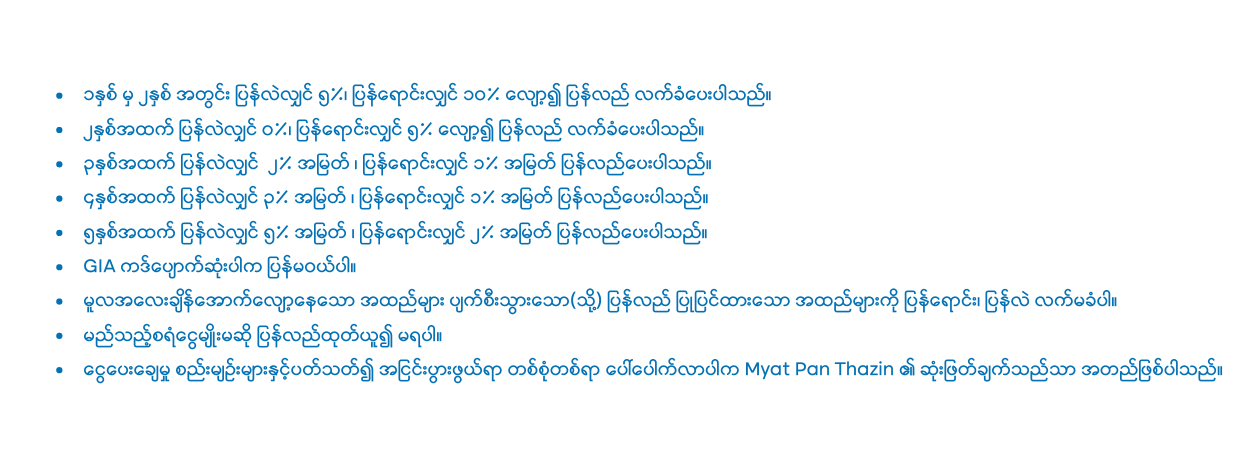 • ၁နှစ် မှ ၂နှစ် အတွင်း ပြန်လဲလျှင် ၅%၊ ပြန်ရောင်းလျှင် ၁၀% လျော့၍ ပြန်လည် လက်ခံပေးပါသည်။
• ၂နှစ်အထက် ပြန်လဲလျှင် ၀%၊ ပြန်ရောင်းလျှင် ၅% လျော့၍ ပြန်လည် လက်ခံပေးပါသည်။
• ၃နှစ်အထက် ပြန်လဲလျှင် ၂% အမြတ် ၊ ပြန်ရောင်းလျှင် ၁% အမြတ် ပြန်လည်ပေးပါသည်။
• ၄နှစ်အထက် ပြန်လဲလျှင် ၃% အမြတ် ၊ ပြန်ရောင်းလျှင် ၁% အမြတ် ပြန်လည်ပေးပါသည်။
• ၅နှစ်အထက် ပြန်လဲလျှင် ၅% အမြတ် ၊ ပြန်ရောင်းလျှင် ၂% အမြတ် ပြန်လည်ပေးပါသည်။
• GIA ကဒ်ပျောက်ဆုံးပါက ပြန်မဝယ်ပါ။
• မူလအလေးချိန်အောက်လျော့နေသော အထည်များ ပျက်စီးသွားသော(သို့) ပြန်လည် ပြုပြင်ထားသော အထည်များကို ပြန်ရောင်း၊ ပြန်လဲ လက်မခံပါ။
• မည်သည့်စရံငွေမျိုးမဆို ပြန်လည်ထုတ်ယူ၍ မရပါ။
• ငွေပေးချေမှု စည်းမျဉ်းများနှင့်ပတ်သတ်၍ အငြင်းပွားဖွယ်ရာ တစ်စုံတစ်ရာ ပေါ်ပေါက်လာပါက Myat Pan Thazin ၏ ဆုံးဖြတ်ချက်သည်သာ အတည်ဖြစ်ပါသည်။